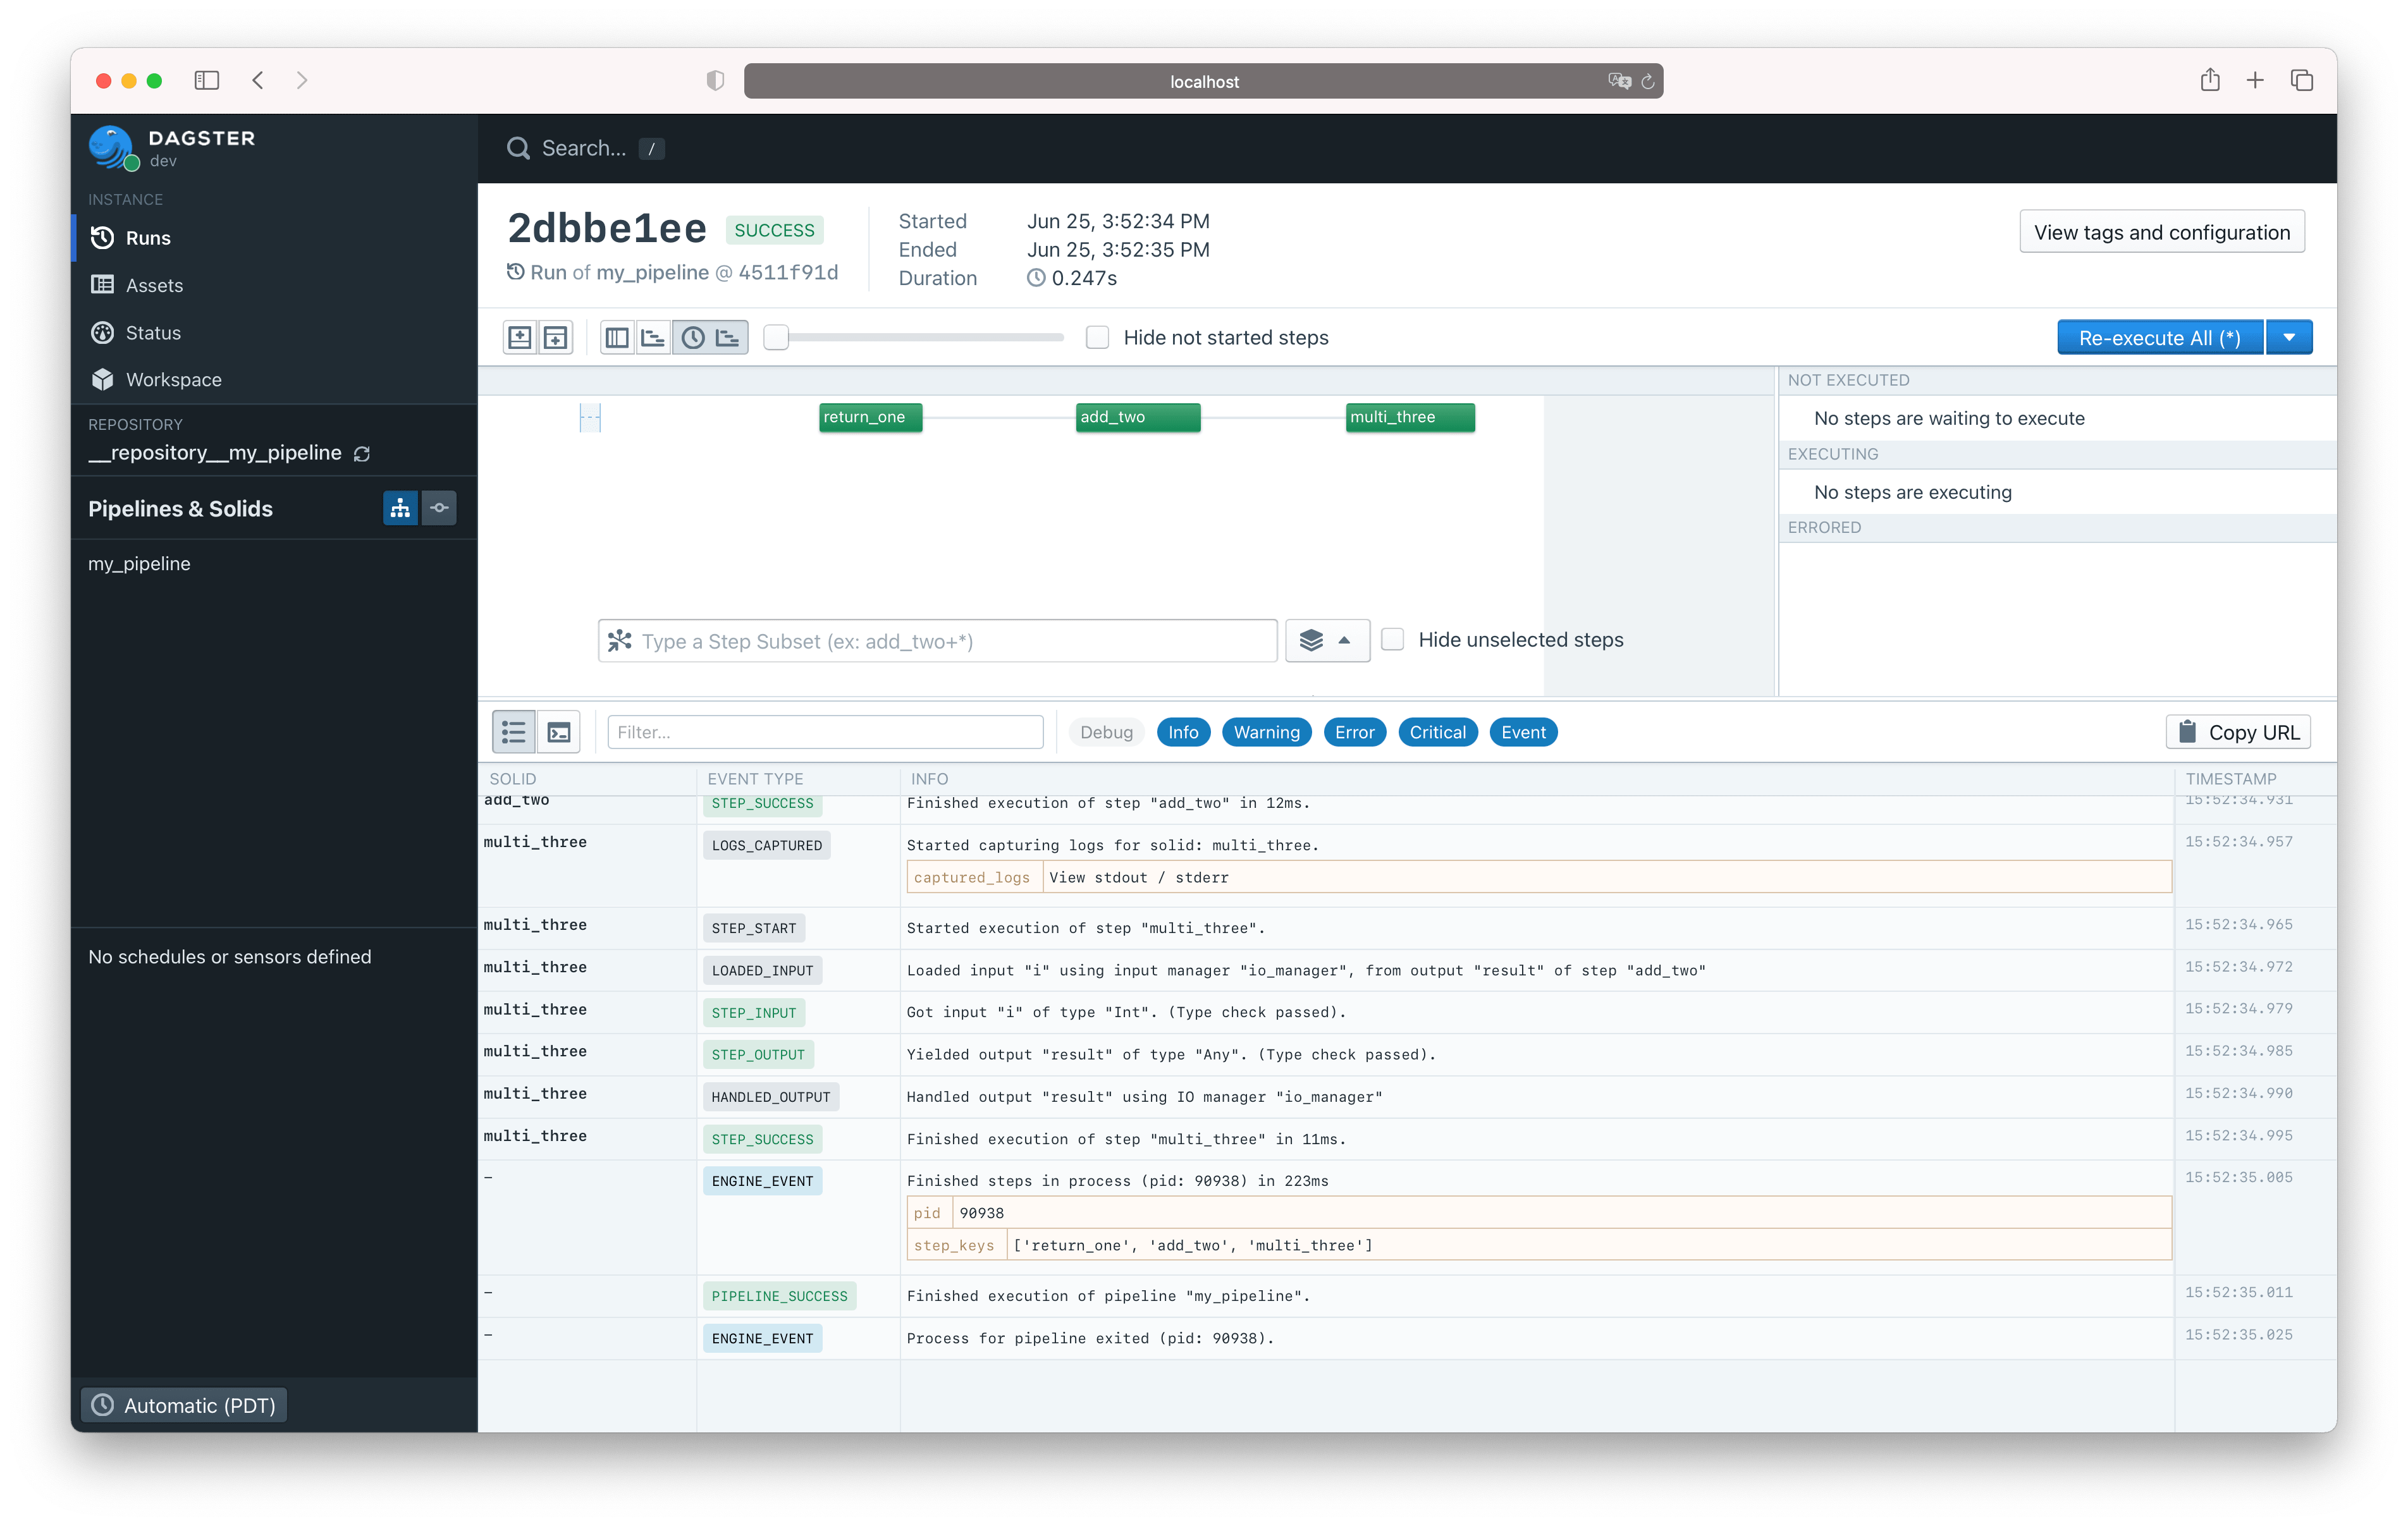 localhost
DAGSTER
dev
INSTANCE
Runs
Assets
Status
Workspace
REPOSITORY
__repository__my_pipeline
Pipelines & Solids
my_pipeline
No schedules or sensors defined
Automatic (PDT)
Search... /
2dbbe1ee SUCCESS
Run of my_pipeline @ 4511f91d
Started Jun 25, 3:52:34 PM
Ended Jun 25, 3:52:35 PM
Duration 0.247s
View tags and configuration
Hide not started steps
Re-execute All (*)
return_one add_two multi_three
NOT EXECUTED
No steps are waiting to execute
EXECUTING
No steps are executing
ERRORED
Type a Step Subset (ex: add_two+*)
Hide unselected steps
Filter... Debug Info Warning Error Critical Event Copy URL
SOLID EVENT TYPE INFO TIMESTAMP
add_two STEP_SUCCESS Finished execution of step "add_two" in 12ms. 15:52:34.931
multi_three LOGS_CAPTURED Started capturing logs for solid: multi_three. 15:52:34.957
captured_logs View stdout / stderr
multi_three STEP_START Started execution of step "multi_three". 15:52:34.965
multi_three LOADED_INPUT Loaded input "i" using input manager "io_manager", from output "result" of step "add_two" 15:52:34.972
multi_three STEP_INPUT Got input "i" of type "Int". (Type check passed). 15:52:34.979
multi_three STEP_OUTPUT Yielded output "result" of type "Any". (Type check passed). 15:52:34.985
multi_three HANDLED_OUTPUT Handled output "result" using IO manager "io_manager" 15:52:34.990
multi_three STEP_SUCCESS Finished execution of step "multi_three" in 11ms. 15:52:34.995
– ENGINE_EVENT Finished steps in process (pid: 90938) in 223ms 15:52:35.005
pid 90938
step_keys ['return_one', 'add_two', 'multi_three']
– PIPELINE_SUCCESS Finished execution of pipeline "my_pipeline". 15:52:35.011
– ENGINE_EVENT Process for pipeline exited (pid: 90938). 15:52:35.025